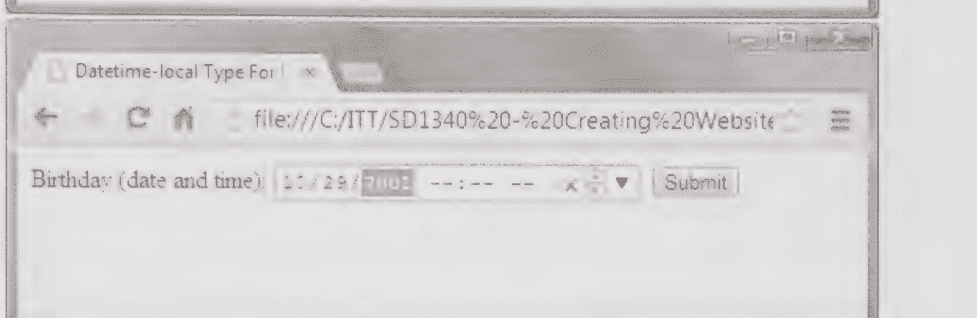 Datetime-local Type For
file:///C:/ITT/SD1340%20-%20Creating%20Website
Birthday (date and time): --:-- -- Submit